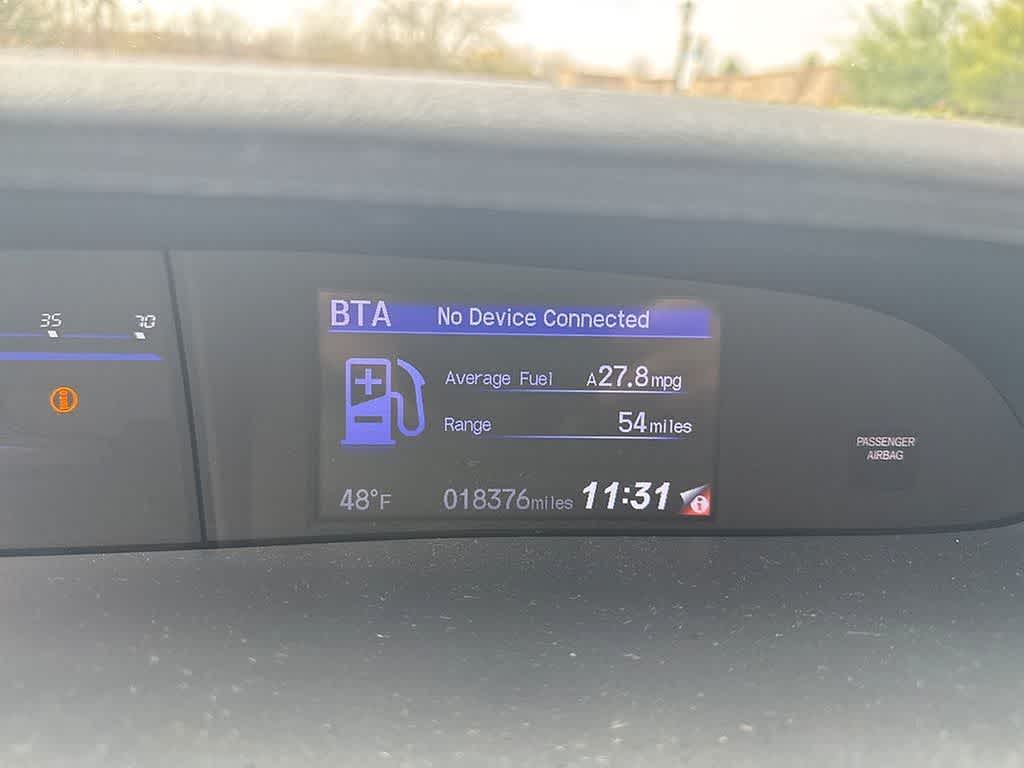 35 70
BTA No Device Connected
Average Fuel A27.8mpg
Range 54miles
48°F 018376miles 11:31
PASSENGER
AIRBAG